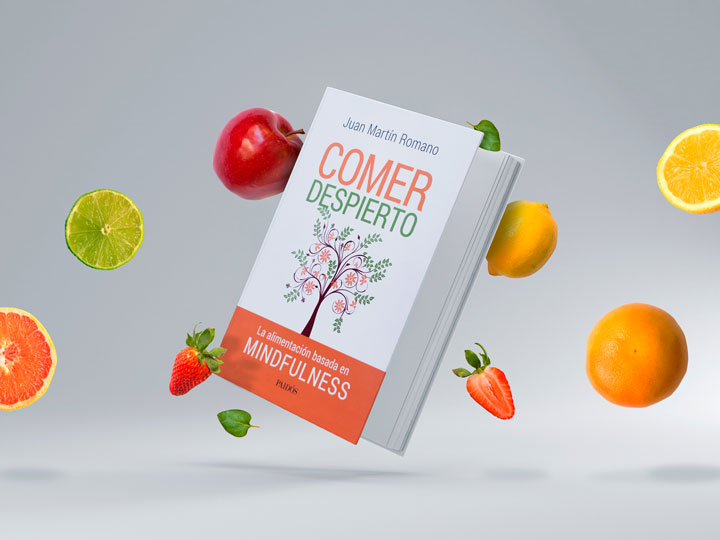 Juan Martín Romano
COMER
DESPIERTO
La alimentación basada en
MINDFULNESS
PAIDÓS